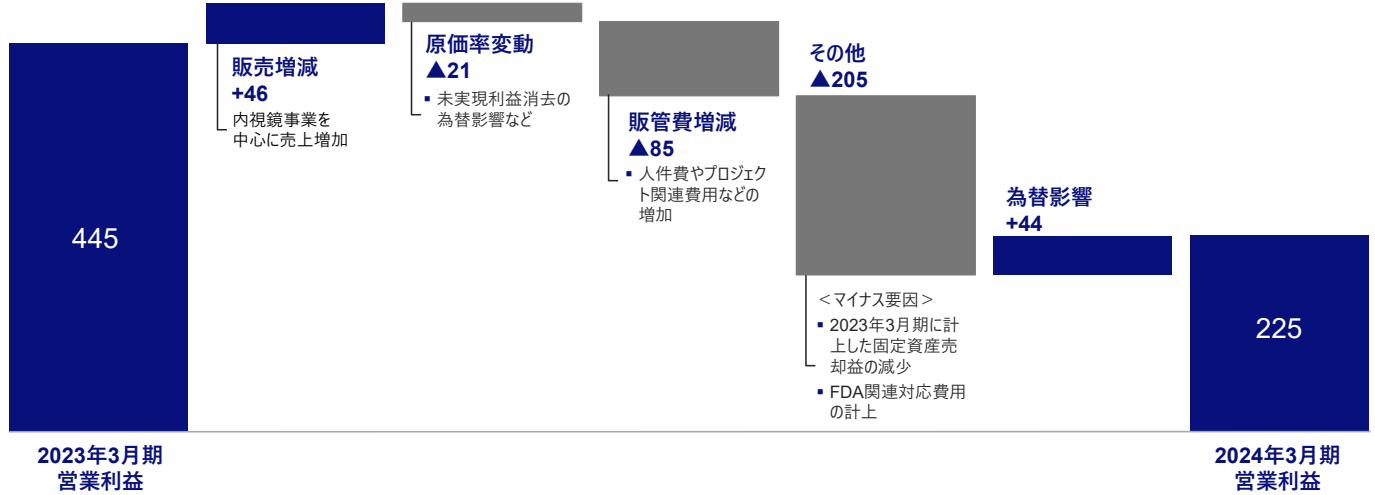 445
販売増減
+46
内視鏡事業を
中心に売上増加
原価率変動
▲21
▪ 未実現利益消去の
為替影響など
販管費増減
▲85
▪ 人件費やプロジェク
ト関連費用などの
増加
その他
▲205
＜マイナス要因＞
▪ 2023年3月期に計
上した固定資産売
却益の減少
▪ FDA関連対応費用
の計上
為替影響
+44
225
2023年3月期
営業利益
2024年3月期
営業利益